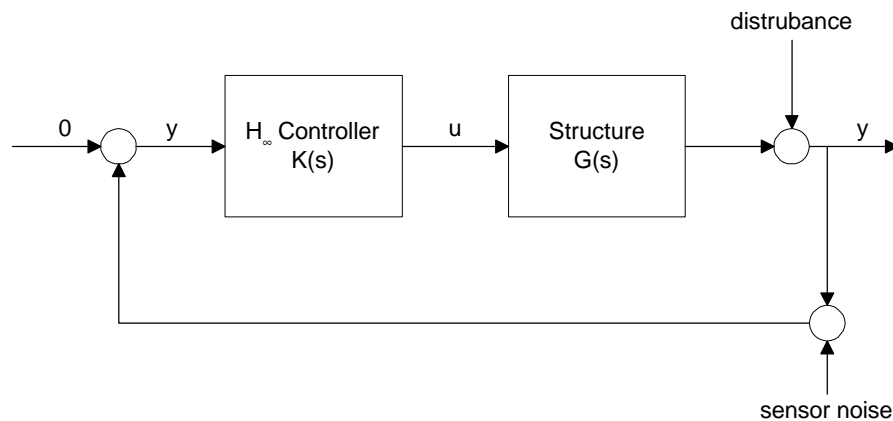 distrubance
0
y
H∞ Controller
K(s)
u
Structure
G(s)
y
sensor noise